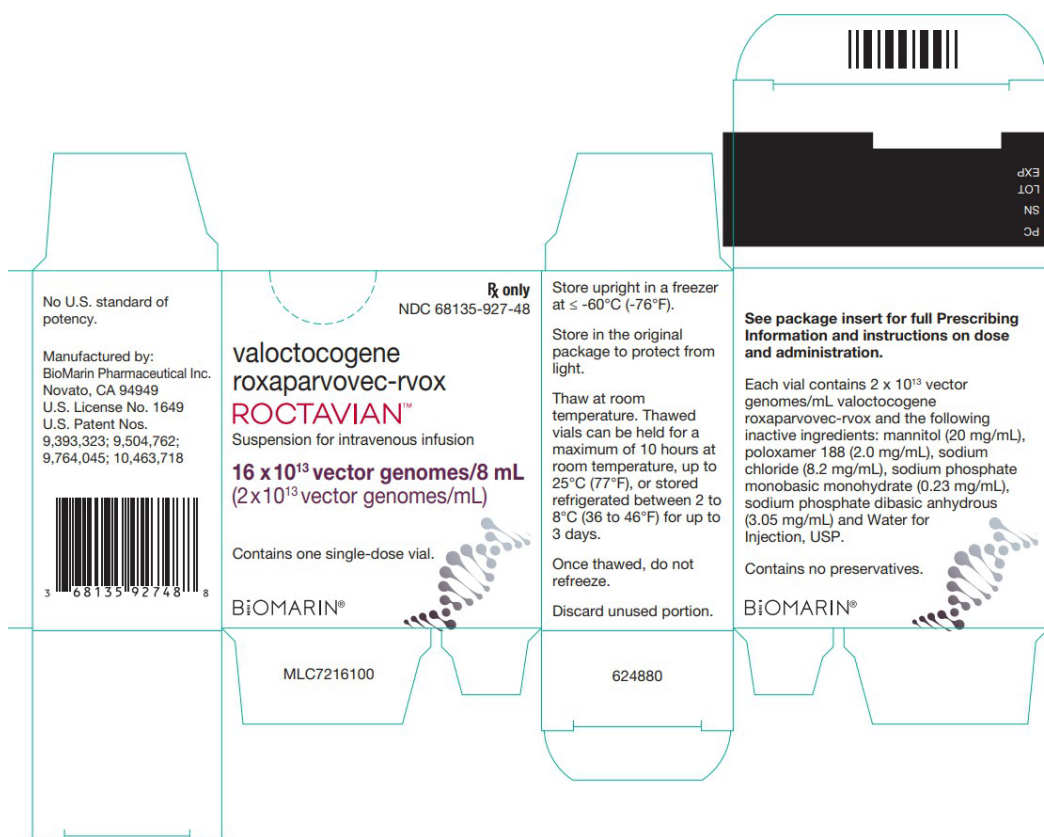 EXP
LOT
SN
PC
No U.S. standard of
potency.
Manufactured by:
BioMarin Pharmaceutical Inc.
Novato, CA 94949
U.S. License No. 1649
U.S. Patent Nos.
9,393,323; 9,504,762;
9,764,045; 10,463,718
3 68135 92748 8
℞ only
NDC 68135-927-48
valoctocogene
roxaparvovec-rvox
ROCTAVIAN™
Suspension for intravenous infusion
16 x 10¹³ vector genomes/8 mL
(2 x 10¹³ vector genomes/mL)
Contains one single-dose vial.
BiOMARIN®
MLC7216100
Store upright in a freezer
at ≤ -60°C (-76°F).
Store in the original
package to protect from
light.
Thaw at room
temperature. Thawed
vials can be held for a
maximum of 10 hours at
room temperature, up to
25°C (77°F), or stored
refrigerated between 2 to
8°C (36 to 46°F) for up to
3 days.
Once thawed, do not
refreeze.
Discard unused portion.
624880
See package insert for full Prescribing
Information and instructions on dose
and administration.
Each vial contains 2 x 10¹³ vector
genomes/mL valoctocogene
roxaparvovec-rvox and the following
inactive ingredients: mannitol (20 mg/mL),
poloxamer 188 (2.0 mg/mL), sodium
chloride (8.2 mg/mL), sodium phosphate
monobasic monohydrate (0.23 mg/mL),
sodium phosphate dibasic anhydrous
(3.05 mg/mL) and Water for
Injection, USP.
Contains no preservatives.
BiOMARIN®